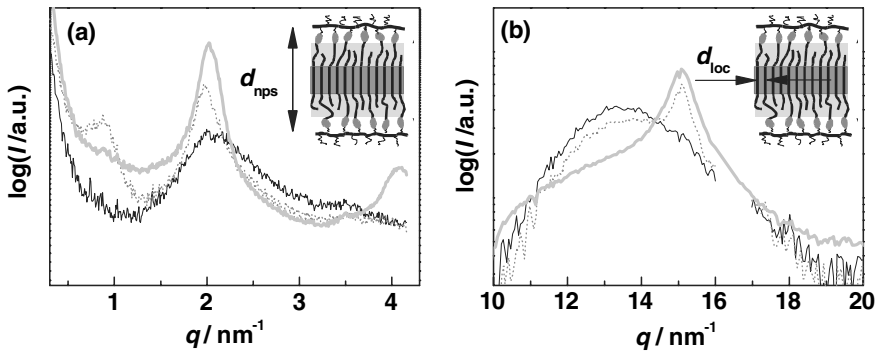 (a)
d_nps
log(I/a.u.)
1 2 3 4
q / nm⁻¹
(b)
d_loc
log(I/a.u.)
10 12 14 16 18 20
q / nm⁻¹